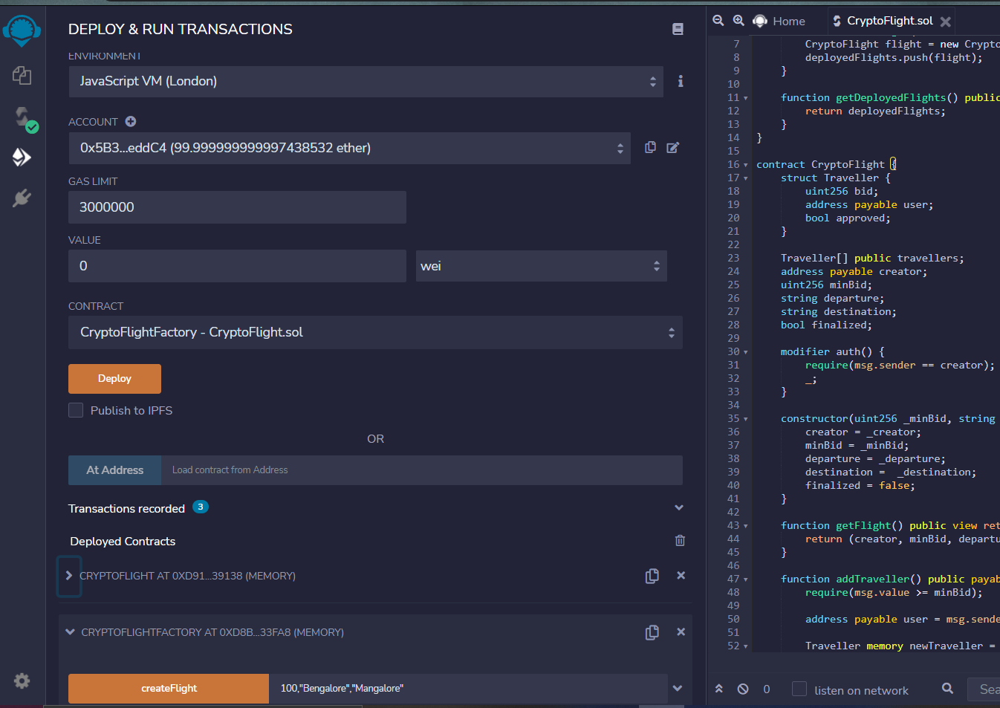 DEPLOY & RUN TRANSACTIONS
ENVIRONMENT
JavaScript VM (London)
ACCOUNT
0x5B3...eddC4 (99.999999999997438532 ether)
GAS LIMIT
3000000
VALUE
0
wei
CONTRACT
CryptoFlightFactory - CryptoFlight.sol
Deploy
Publish to IPFS
OR
At Address
Load contract from Address
Transactions recorded 3
Deployed Contracts
CRYPTOFLIGHT AT 0XD91...39138 (MEMORY)
CRYPTOFLIGHTFACTORY AT 0XD8B...33FA8 (MEMORY)
createFlight
100,"Bengalore","Mangalore"
Home
CryptoFlight.sol
7 CryptoFlight flight = new Crypto
8 deployedFlights.push(flight);
9 }
10
11 function getDeployedFlights() public
12 return deployedFlights;
13 }
14 }
15
16 contract CryptoFlight {
17 struct Traveller {
18 uint256 bid;
19 address payable user;
20 bool approved;
21 }
22
23 Traveller[] public travellers;
24 address payable creator;
25 uint256 minBid;
26 string departure;
27 string destination;
28 bool finalized;
29
30 modifier auth() {
31 require(msg.sender == creator);
32 _;
33 }
34
35 constructor(uint256 _minBid, string
36 creator = _creator;
37 minBid = _minBid;
38 departure = _departure;
39 destination = _destination;
40 finalized = false;
41 }
42
43 function getFlight() public view ret
44 return (creator, minBid, departu
45 }
46
47 function addTraveller() public payab
48 require(msg.value >= minBid);
49
50 address payable user = msg.sende
51
52 Traveller memory newTraveller =
0
listen on network
Sea